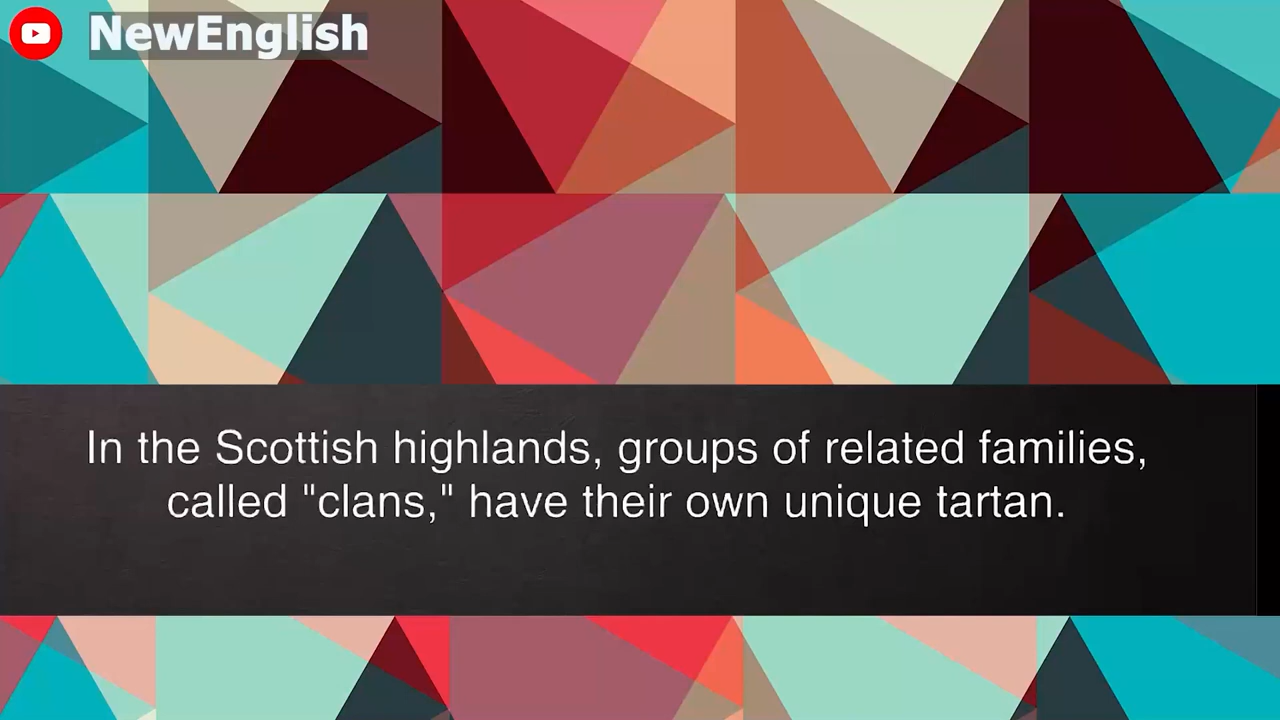 NewEnglish
In the Scottish highlands, groups of related families,
called "clans," have their own unique tartan.